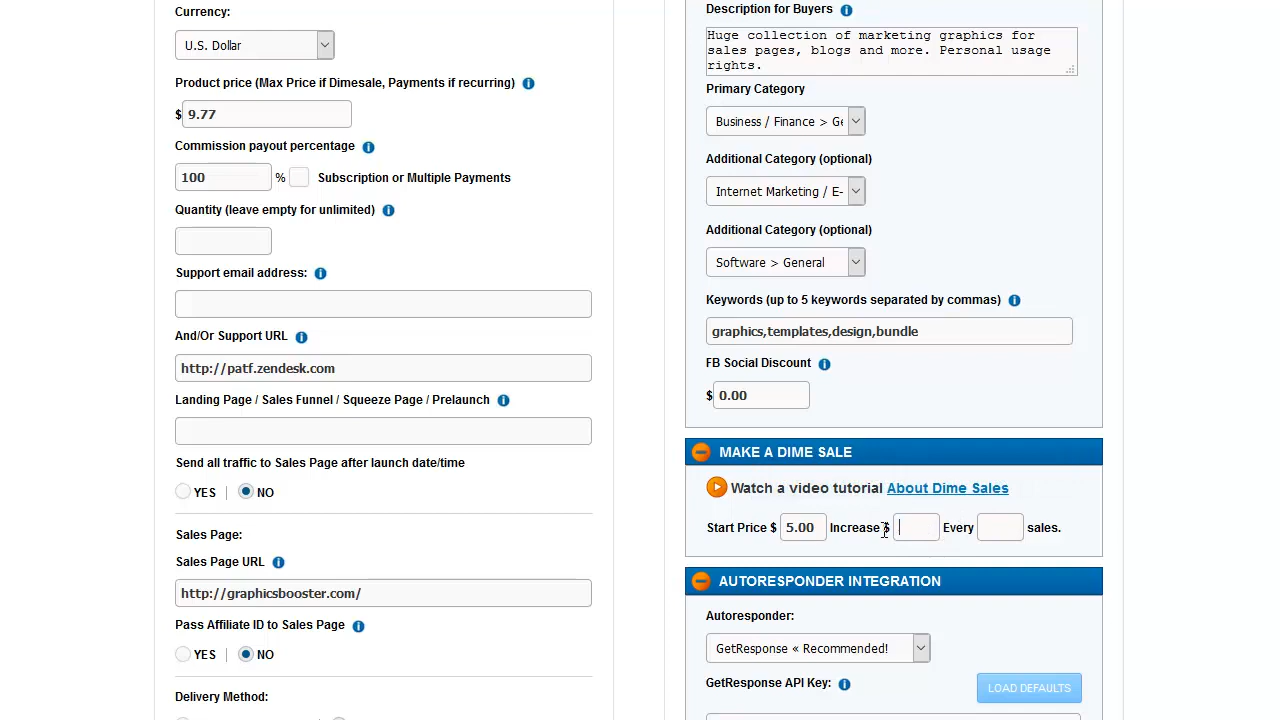 Currency:
U.S. Dollar
Product price (Max Price if Dimesale, Payments if recurring)
$ 9.77
Commission payout percentage
100 % Subscription or Multiple Payments
Quantity (leave empty for unlimited)
Support email address:
And/Or Support URL
http://patf.zendesk.com
Landing Page / Sales Funnel / Squeeze Page / Prelaunch
Send all traffic to Sales Page after launch date/time
YES | NO
Sales Page:
Sales Page URL
http://graphicsbooster.com/
Pass Affiliate ID to Sales Page
YES | NO
Delivery Method:
Description for Buyers
Huge collection of marketing graphics for
sales pages, blogs and more. Personal usage
rights.
Primary Category
Business / Finance > Ge
Additional Category (optional)
Internet Marketing / E-
Additional Category (optional)
Software > General
Keywords (up to 5 keywords separated by commas)
graphics,templates,design,bundle
FB Social Discount
$ 0.00
MAKE A DIME SALE
Watch a video tutorial About Dime Sales
Start Price $ 5.00 Increase $ Every sales.
AUTORESPONDER INTEGRATION
Autoresponder:
GetResponse « Recommended!
GetResponse API Key:
LOAD DEFAULTS